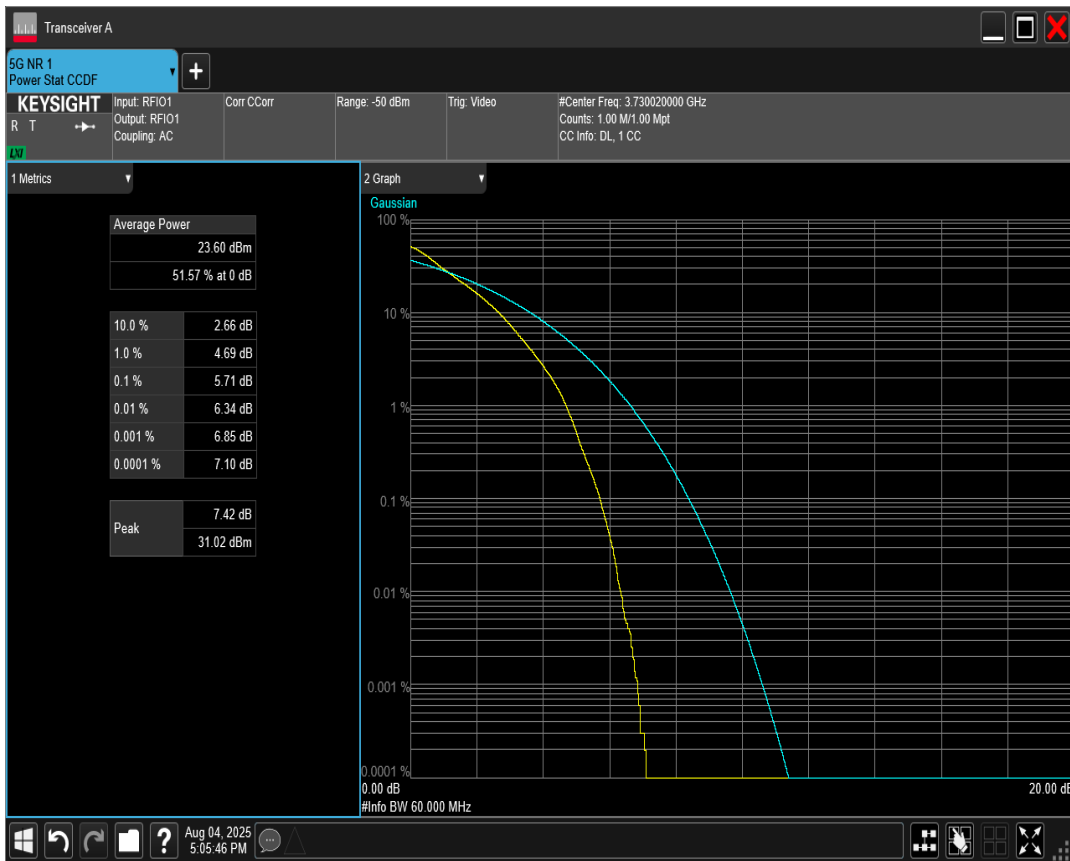 Transceiver A
5G NR 1
Power Stat CCDF
+
KEYSIGHT
R T
LXI
Input: RFIO1
Output: RFIO1
Coupling: AC
Corr CCorr
Range: -50 dBm
Trig: Video
#Center Freq: 3.730020000 GHz
Counts: 1.00 M/1.00 Mpt
CC Info: DL, 1 CC
1 Metrics
Average Power
23.60 dBm
51.57 % at 0 dB
10.0 % 2.66 dB
1.0 % 4.69 dB
0.1 % 5.71 dB
0.01 % 6.34 dB
0.001 % 6.85 dB
0.0001 % 7.10 dB
Peak 7.42 dB
31.02 dBm
2 Graph
Gaussian
100 %
10 %
1 %
0.1 %
0.01 %
0.001 %
0.0001 %
0.00 dB 20.00 dB
#Info BW 60.000 MHz
?
Aug 04, 2025
5:05:46 PM